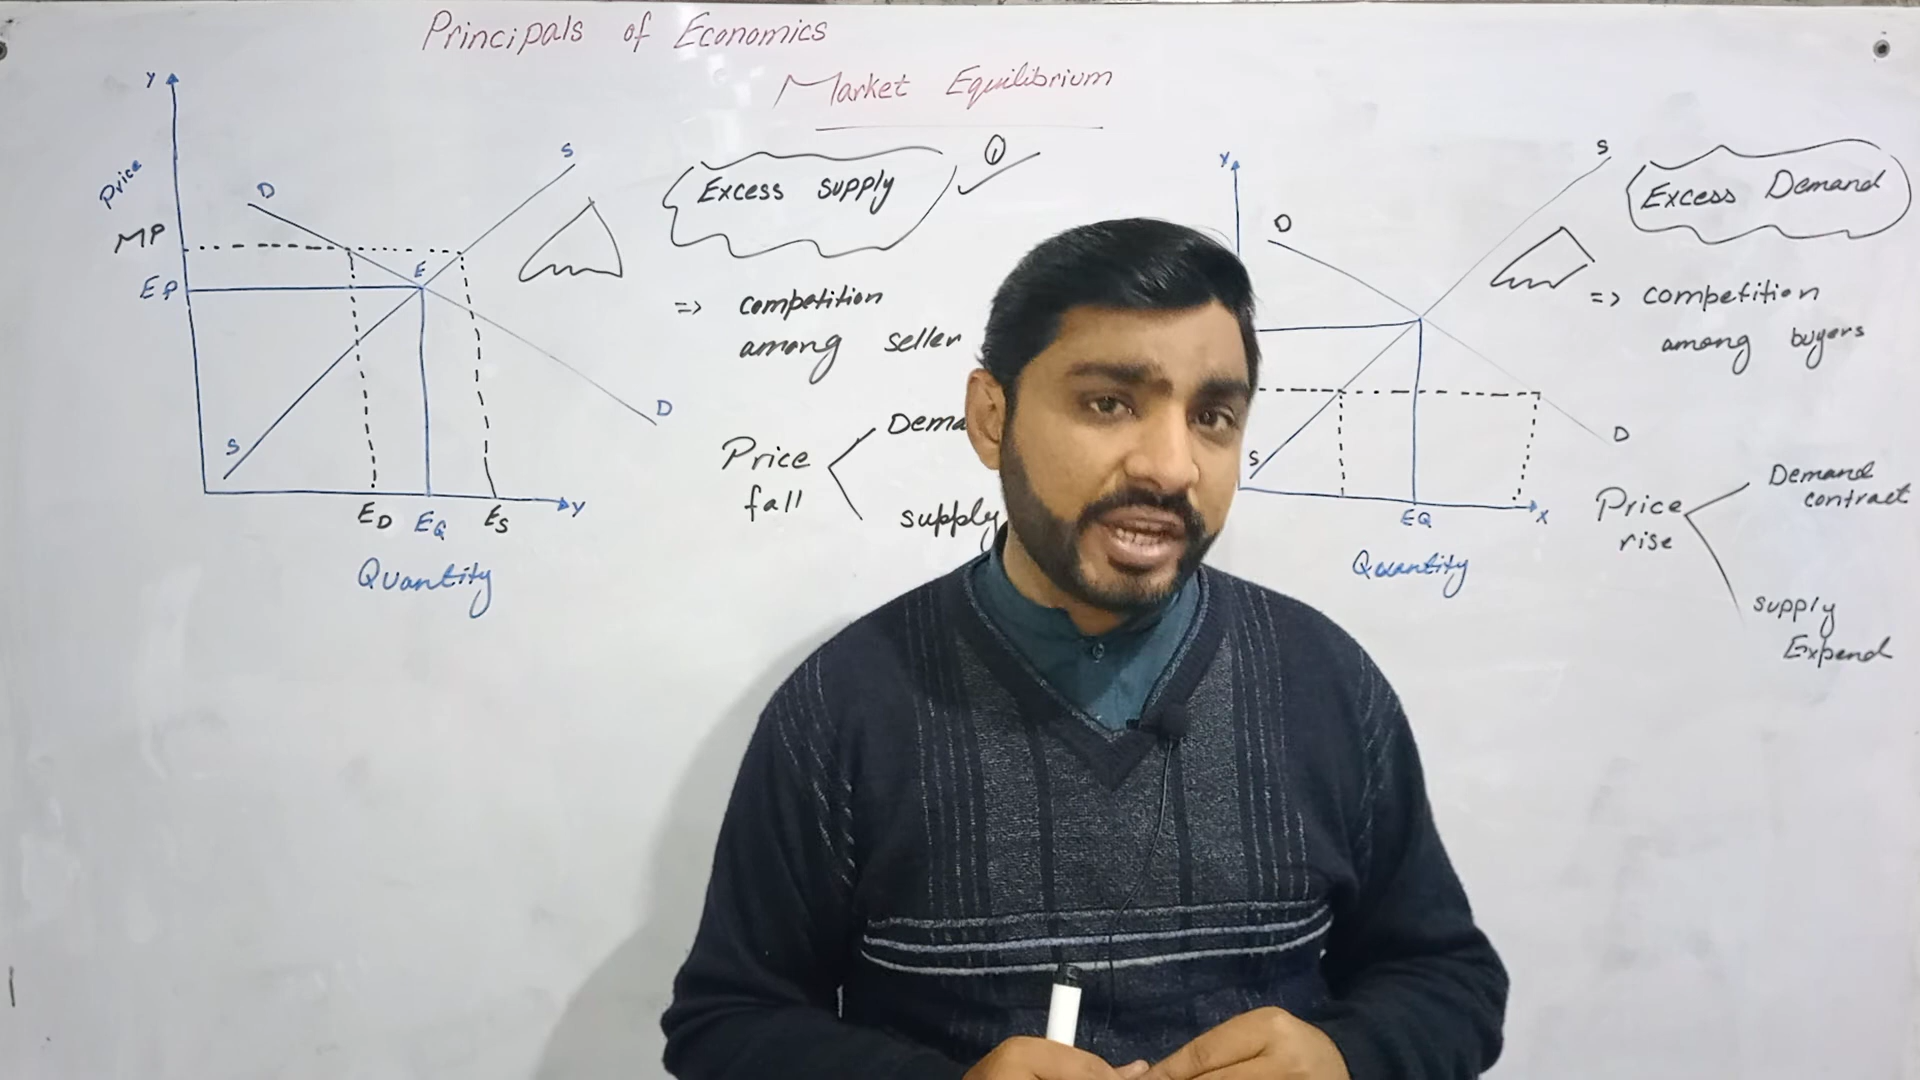 Principals of Economics
Market Equilibrium
Y
Price
MP
EP
D
S
E
S
D
ED EQ ES
Y
Quantity
Excess supply
1
=> competition
among seller
Price
fall
Dema
supply
Y
D
S
S
D
EQ
X
Quantity
Excess Demand
=> competition
among buyers
Price
rise
Demand
contract
supply
Expend